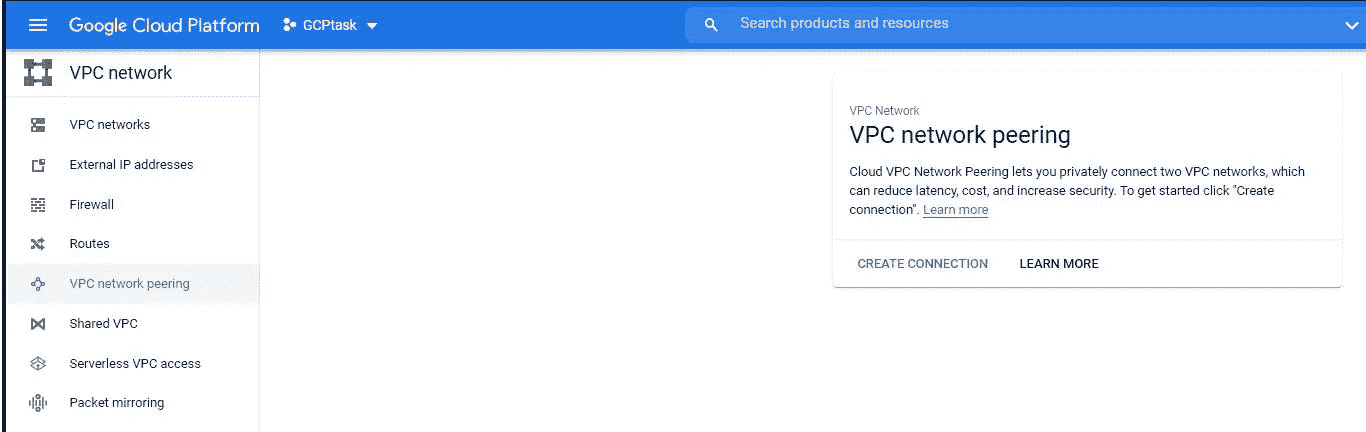 Google Cloud Platform GCPtask Search products and resources
VPC network
VPC networks
External IP addresses
Firewall
Routes
VPC network peering
Shared VPC
Serverless VPC access
Packet mirroring
VPC Network
VPC network peering
Cloud VPC Network Peering lets you privately connect two VPC networks, which
can reduce latency, cost, and increase security. To get started click "Create
connection". Learn more
CREATE CONNECTION LEARN MORE